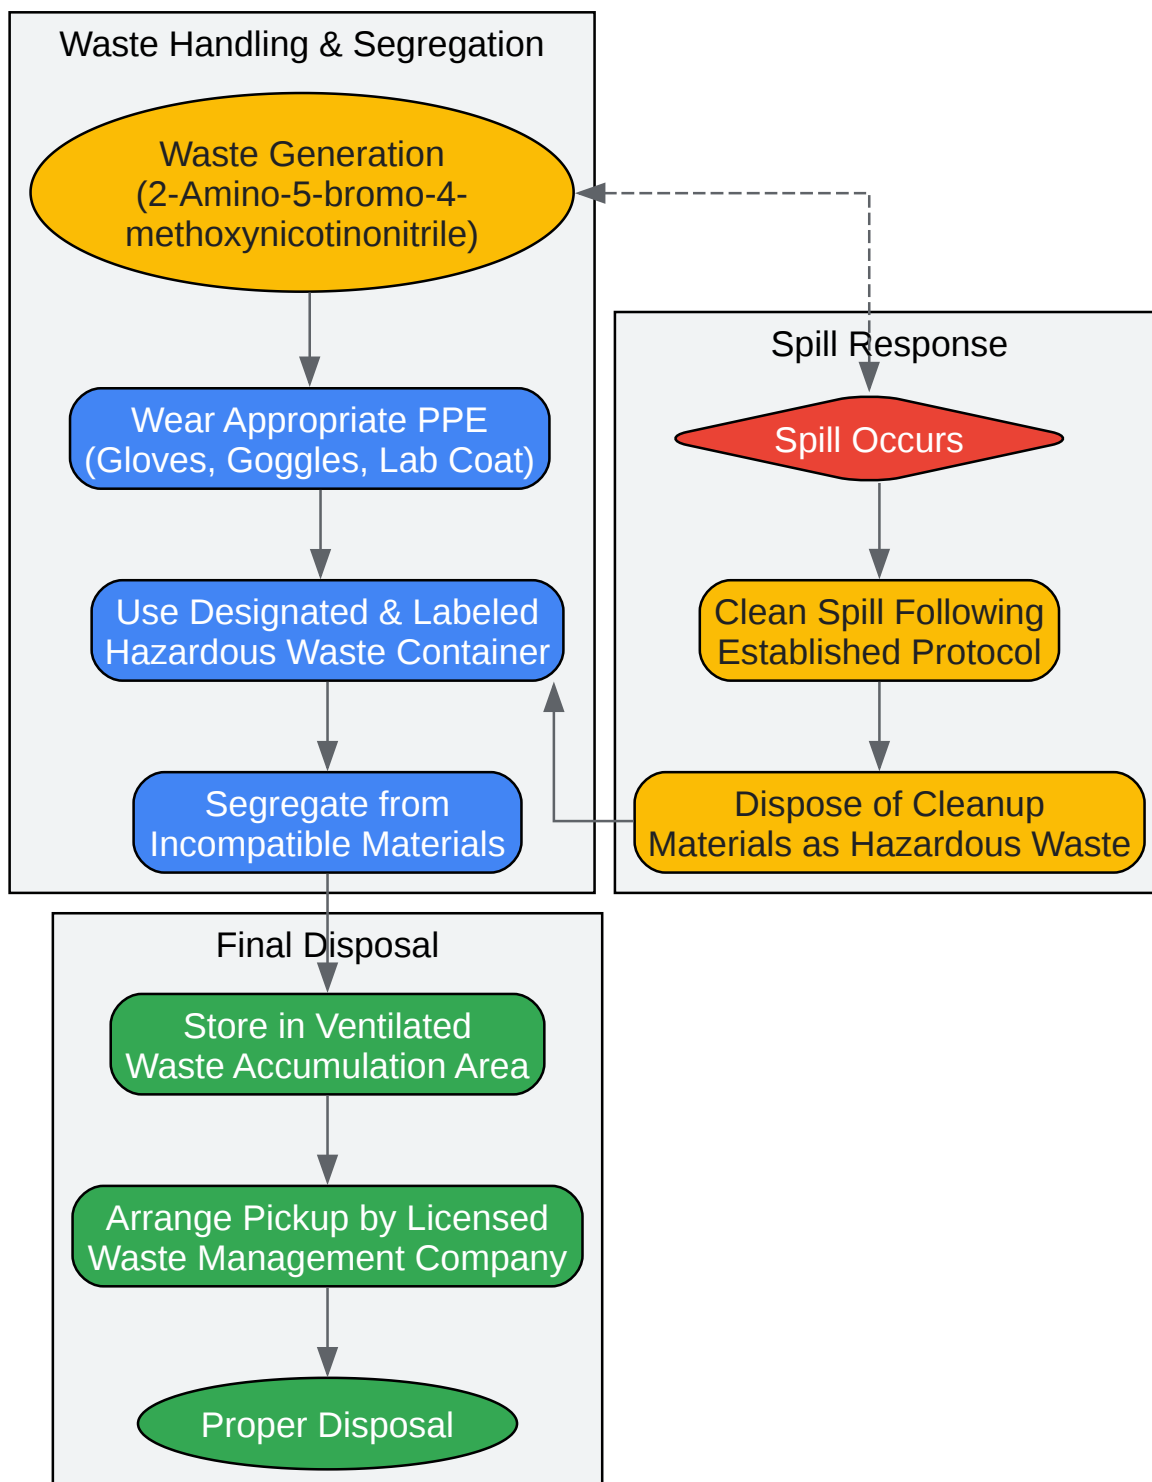 Waste Handling & Segregation
Waste Generation
(2-Amino-5-bromo-4-
methoxynicotinonitrile)
Wear Appropriate PPE
(Gloves, Goggles, Lab Coat)
Use Designated & Labeled
Hazardous Waste Container
Segregate from
Incompatible Materials
Spill Response
Spill Occurs
Clean Spill Following
Established Protocol
Dispose of Cleanup
Materials as Hazardous Waste
Final Disposal
Store in Ventilated
Waste Accumulation Area
Arrange Pickup by Licensed
Waste Management Company
Proper Disposal